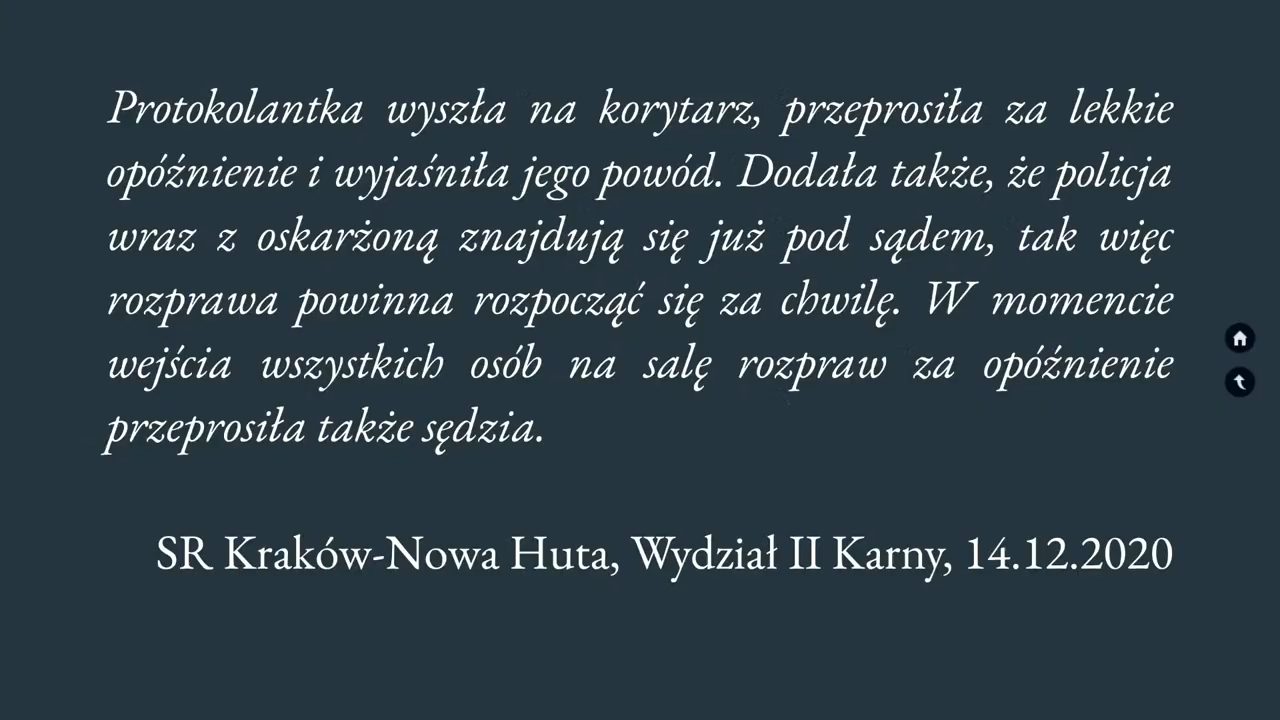 Protokolantka wyszła na korytarz, przeprosiła za lekkie
opóźnienie i wyjaśniła jego powód. Dodała także, że policja
wraz z oskarżoną znajdują się już pod sądem, tak więc
rozprawa powinna rozpocząć się za chwilę. W momencie
wejścia wszystkich osób na salę rozpraw za opóźnienie
przeprosiła także sędzia.
SR Kraków-Nowa Huta, Wydział II Karny, 14.12.2020